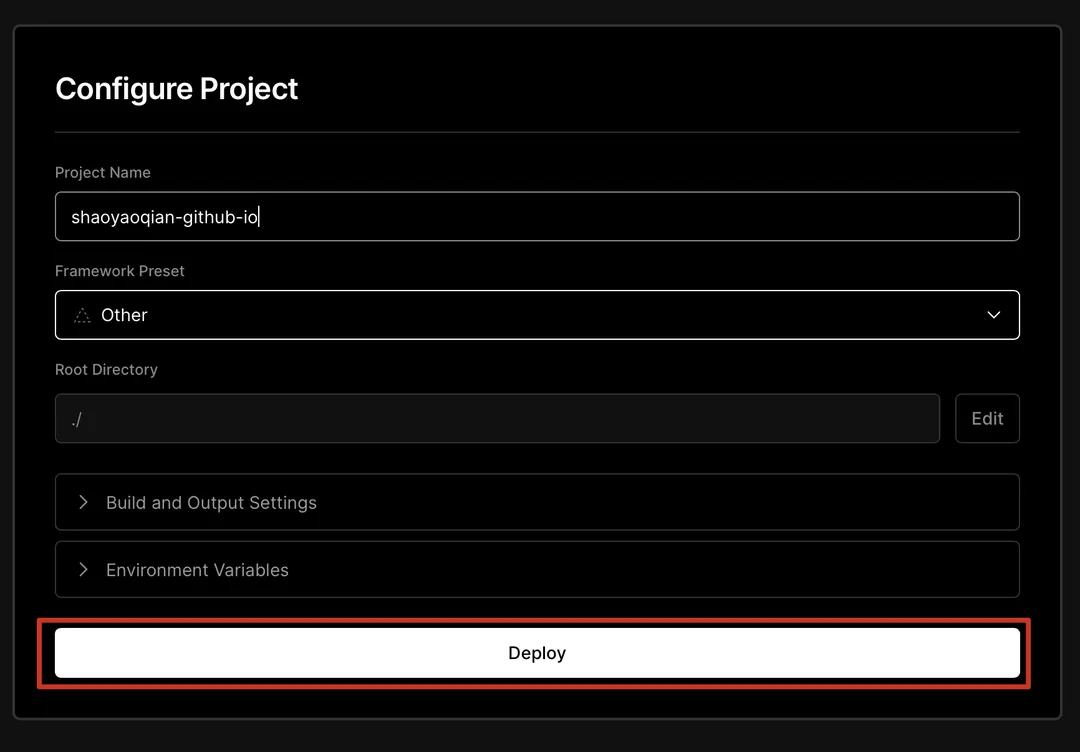 Configure Project
Project Name
shaoyaoqian-github-io
Framework Preset
Other
Root Directory
./
Edit
Build and Output Settings
Environment Variables
Deploy